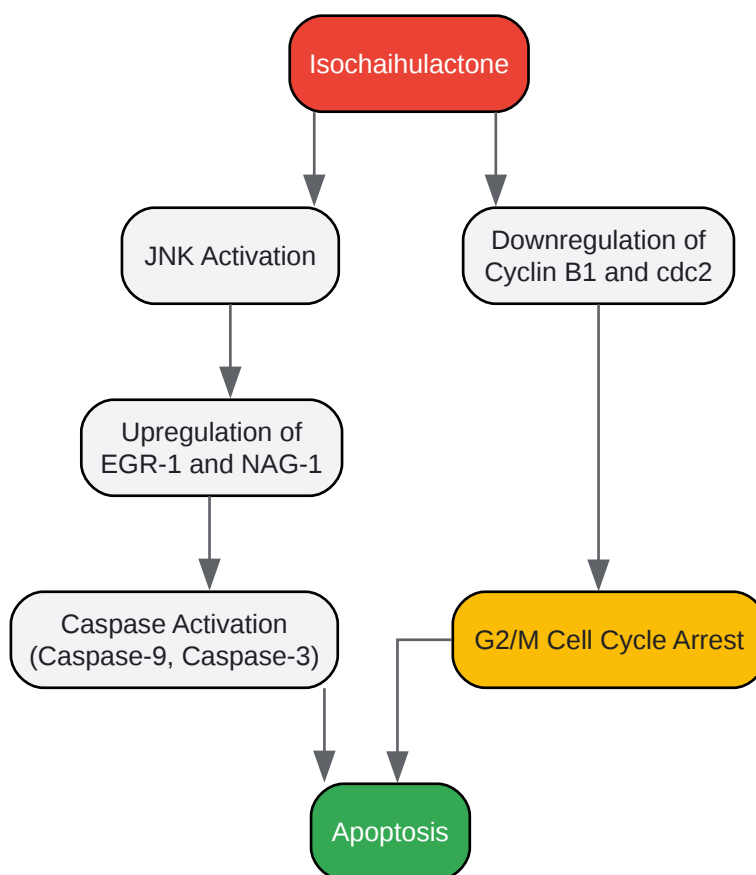 Isochaihulactone
JNK Activation
Downregulation of
Cyclin B1 and cdc2
Upregulation of
EGR-1 and NAG-1
Caspase Activation
(Caspase-9, Caspase-3)
G2/M Cell Cycle Arrest
Apoptosis